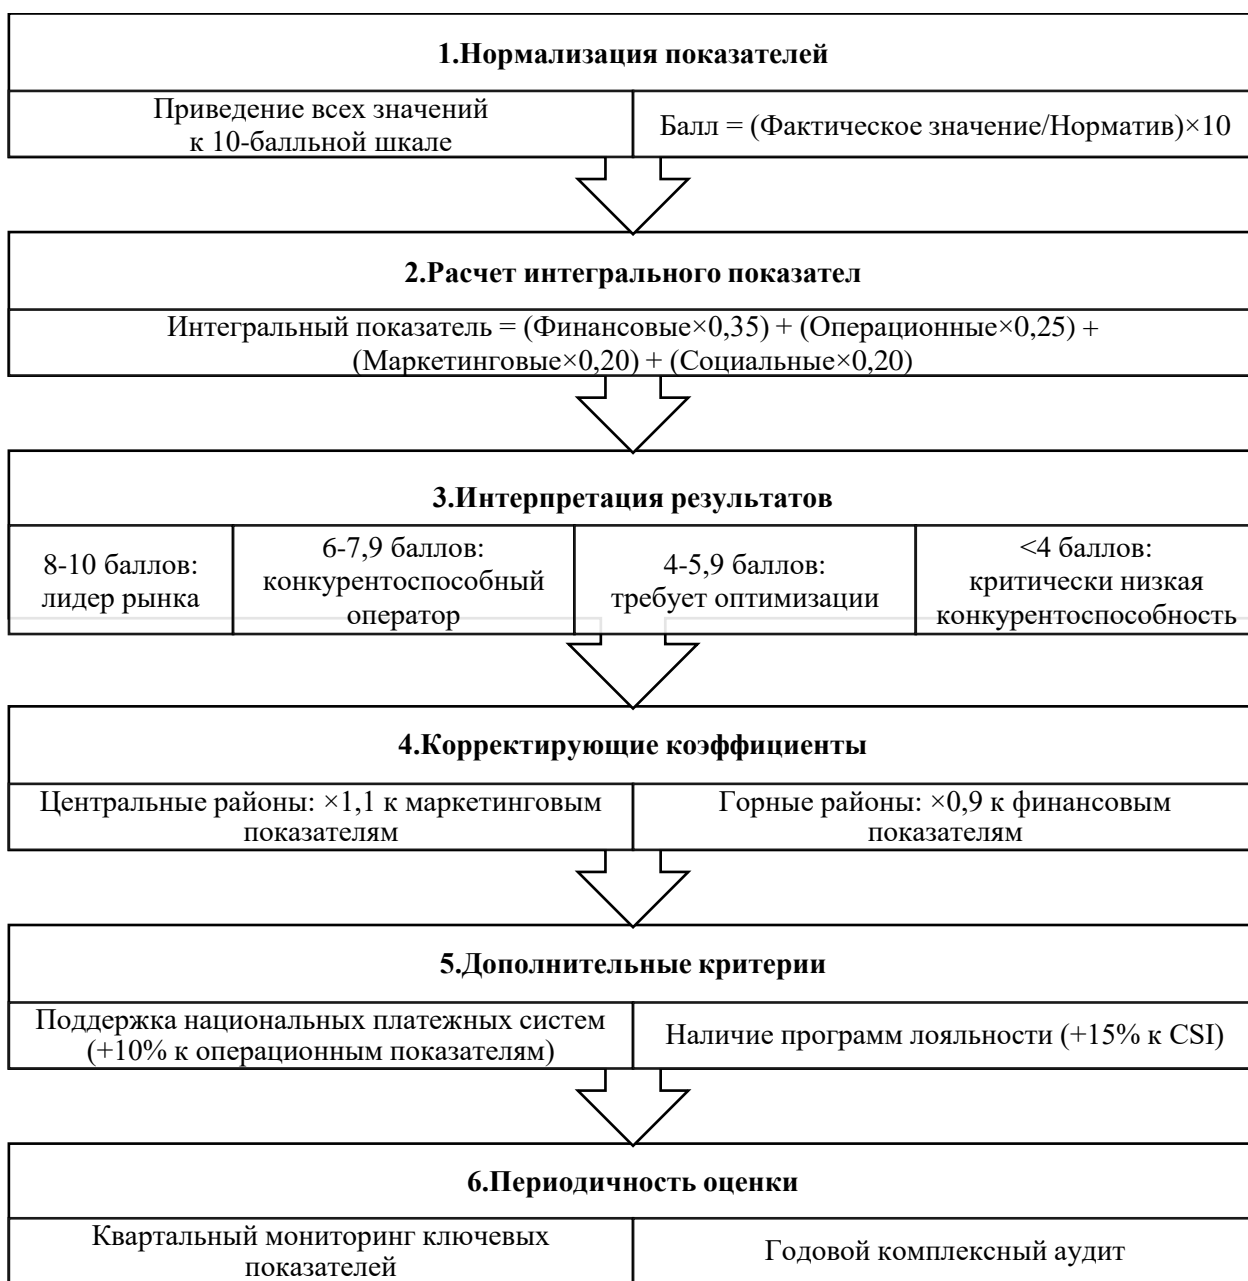 1.Нормализация показателей
Приведение всех значений
к 10-балльной шкале
Балл = (Фактическое значение/Норматив)×10
2.Расчет интегрального показател
Интегральный показатель = (Финансовые×0,35) + (Операционные×0,25) +
(Маркетинговые×0,20) + (Социальные×0,20)
3.Интерпретация результатов
8-10 баллов:
лидер рынка
6-7,9 баллов:
конкурентоспособный
оператор
4-5,9 баллов:
требует оптимизации
<4 баллов:
критически низкая
конкурентоспособность
4.Корректирующие коэффициенты
Центральные районы: ×1,1 к маркетинговым
показателям
Горные районы: ×0,9 к финансовым
показателям
5.Дополнительные критерии
Поддержка национальных платежных систем
(+10% к операционным показателям)
Наличие программ лояльности (+15% к CSI)
6.Периодичность оценки
Квартальный мониторинг ключевых
показателей
Годовой комплексный аудит